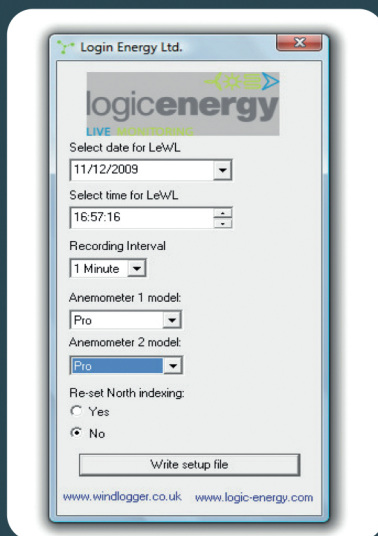 Login Energy Ltd.
logicenergy
LIVE MONITORING
Select date for LeWL
11/12/2009
Select time for LeWL
16:57:16
Recording Interval
1 Minute
Anemometer 1 model:
Pro
Anemometer 2 model:
Pro
Re-set North indexing:
Yes
No
Write setup file
www.windlogger.co.uk www.logic-energy.com